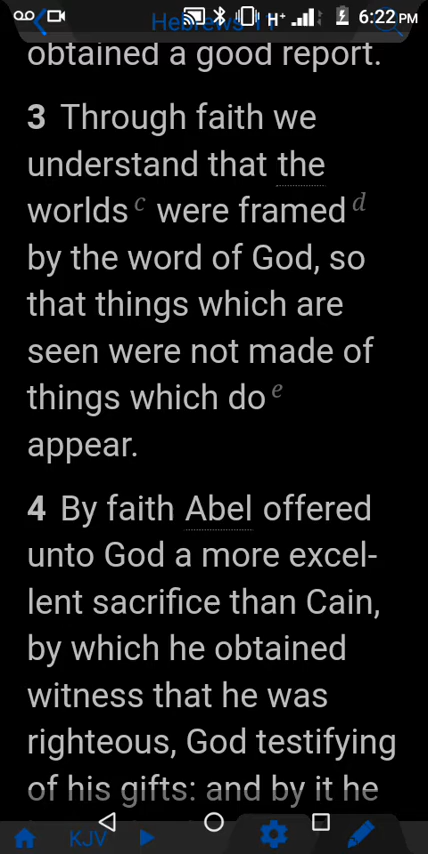 Hebrews 11
H+ 6:22 PM
obtained a good report.
3 Through faith we
understand that the
worlds c were framed d
by the word of God, so
that things which are
seen were not made of
things which do e
appear.
4 By faith Abel offered
unto God a more excel-
lent sacrifice than Cain,
by which he obtained
witness that he was
righteous, God testifying
of his gifts: and by it he
KJV